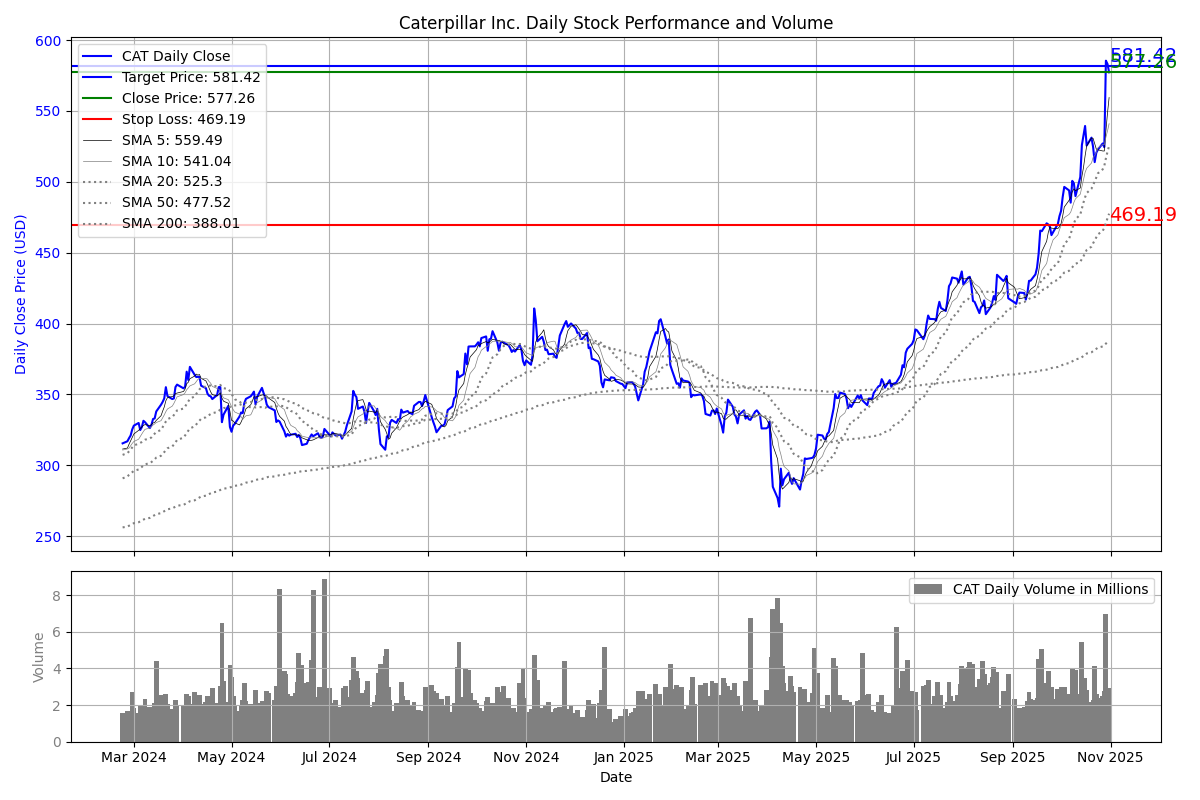 Caterpillar Inc. Daily Stock Performance and Volume
600
550
500
450
400
350
300
250
Daily Close Price (USD)
CAT Daily Close
Target Price: 581.42
Close Price: 577.26
Stop Loss: 469.19
SMA 5: 559.49
SMA 10: 541.04
SMA 20: 525.3
SMA 50: 477.52
SMA 200: 388.01
581.42
577.26
469.19
8
6
4
2
0
Volume
CAT Daily Volume in Millions
Mar 2024 May 2024 Jul 2024 Sep 2024 Nov 2024 Jan 2025 Mar 2025 May 2025 Jul 2025 Sep 2025 Nov 2025
Date